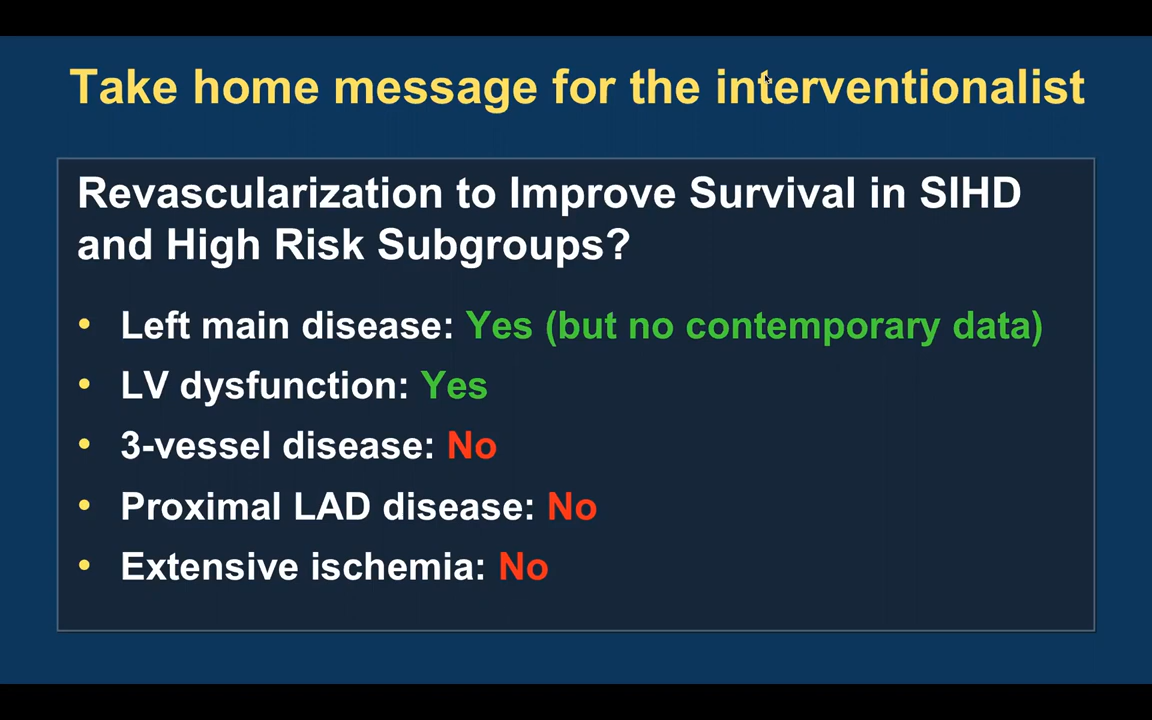 Take home message for the interventionalist
Revascularization to Improve Survival in SIHD
and High Risk Subgroups?
• Left main disease: Yes (but no contemporary data)
• LV dysfunction: Yes
• 3-vessel disease: No
• Proximal LAD disease: No
• Extensive ischemia: No